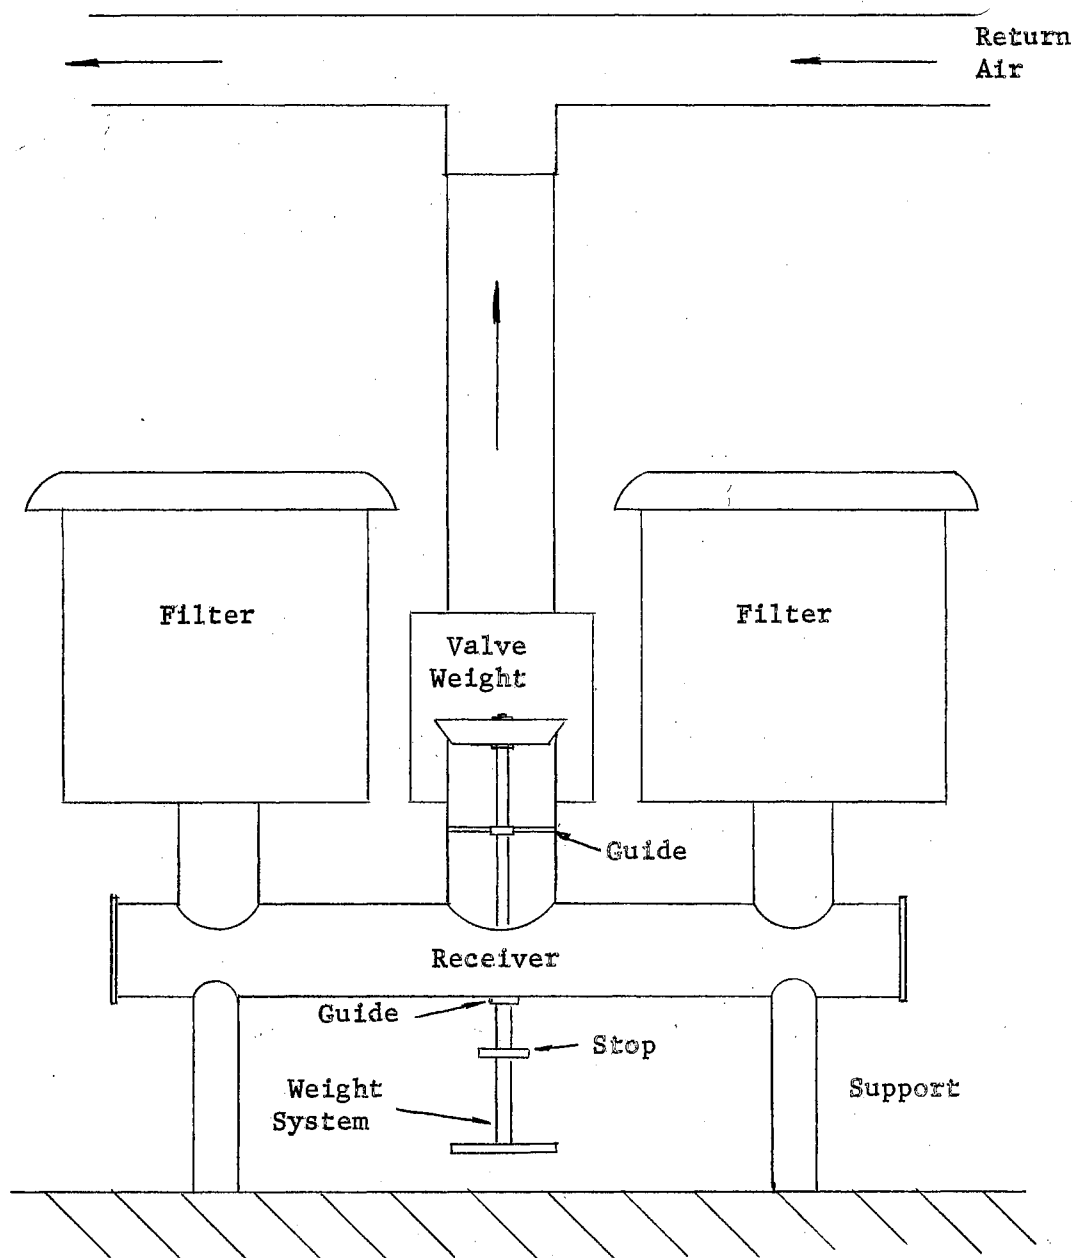 Return
Air
Filter
Valve
Weight
Filter
Guide
Receiver
Guide
Stop
Weight
System
Support